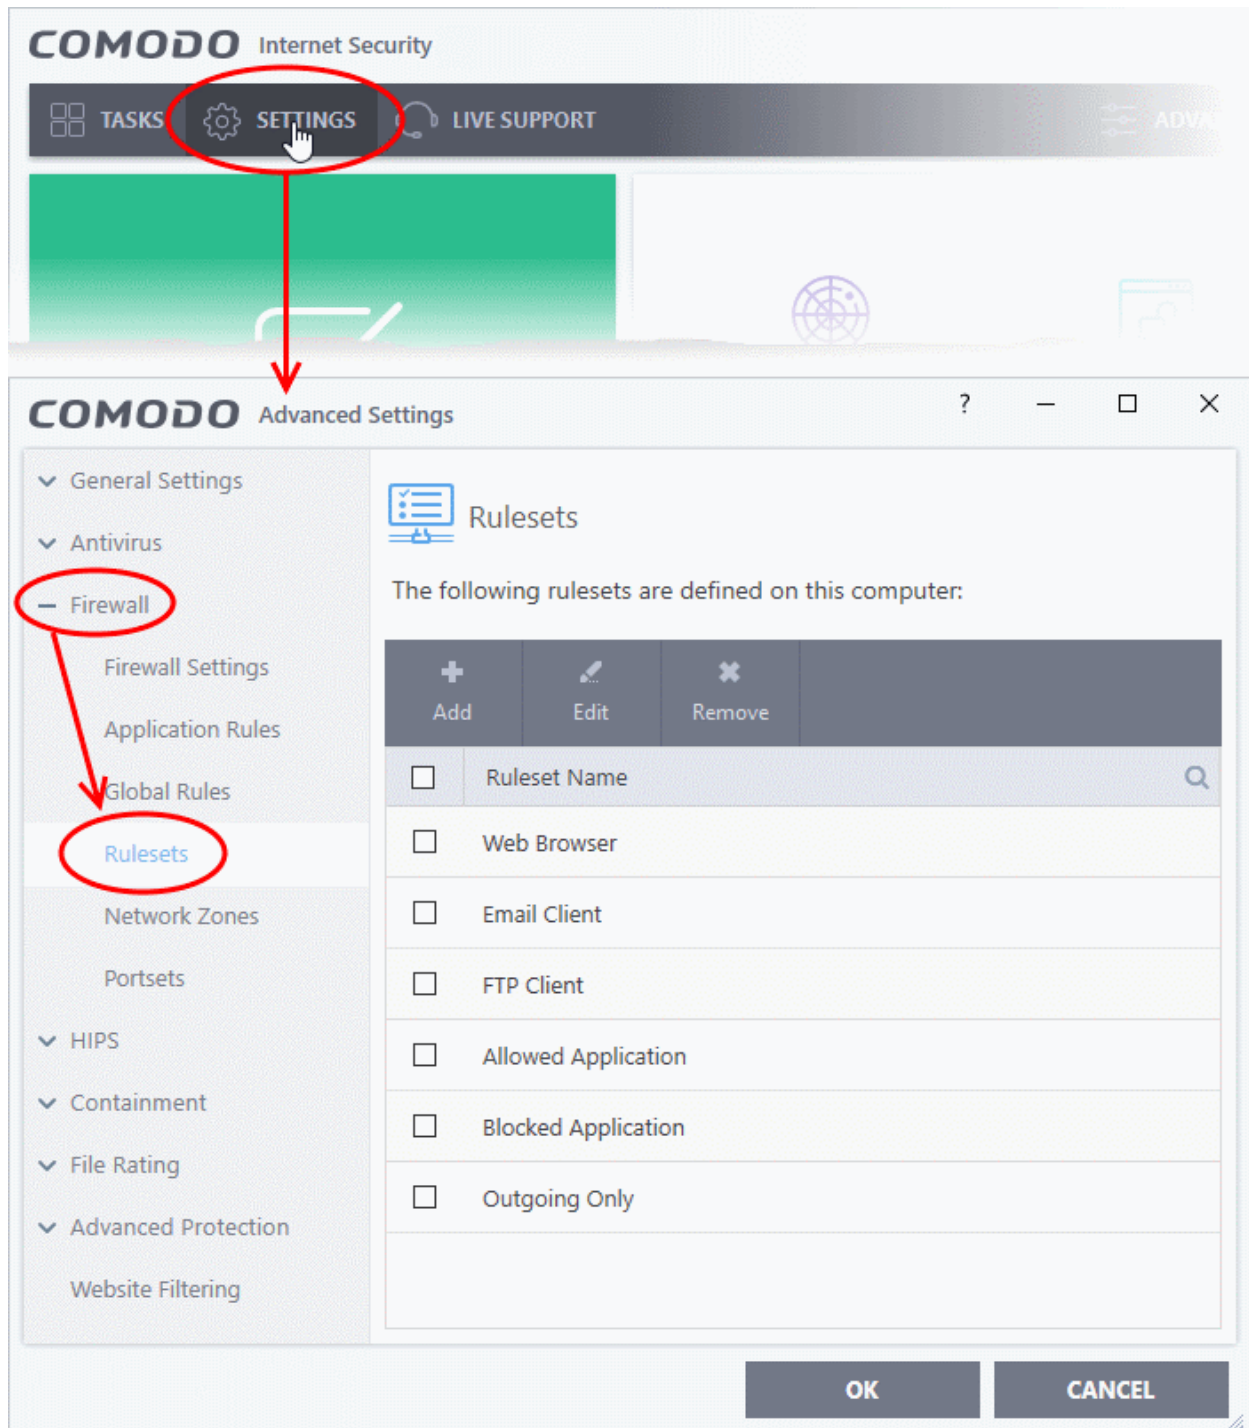 COMODO Internet Security
TASKS SETTINGS LIVE SUPPORT ADVA
COMODO Advanced Settings ?
General Settings
Antivirus
Firewall
Firewall Settings
Application Rules
Global Rules
Rulesets
Network Zones
Portsets
HIPS
Containment
File Rating
Advanced Protection
Website Filtering
Rulesets
The following rulesets are defined on this computer:
Add Edit Remove
Ruleset Name
Web Browser
Email Client
FTP Client
Allowed Application
Blocked Application
Outgoing Only
OK CANCEL